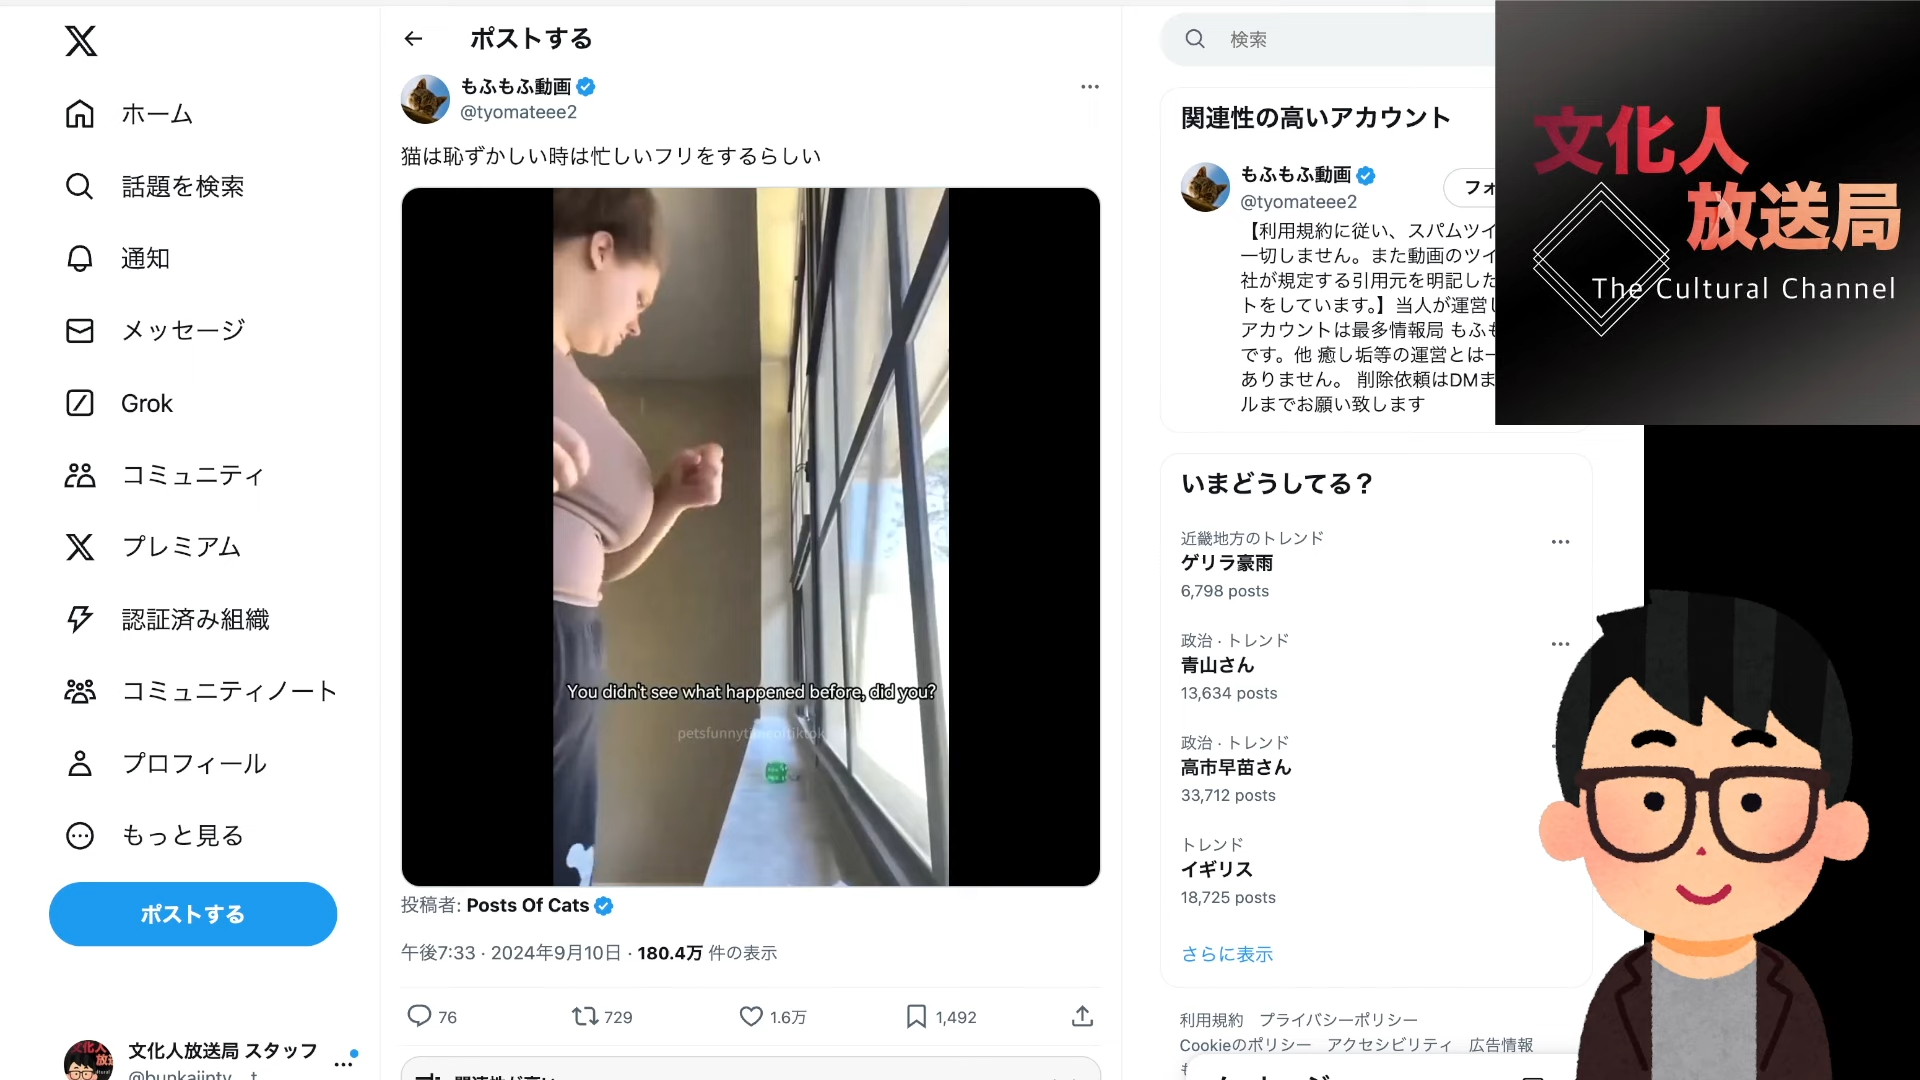 ホーム
話題を検索
通知
メッセージ
Grok
コミュニティ
プレミアム
認証済み組織
コミュニティノート
プロフィール
もっと見る
ポストする
文化人放送局 スタッフ
ポストする
もふもふ動画
@tyomateee2
猫は恥ずかしい時は忙しいフリをするらしい
You didn't see what happened before, did you?
投稿者: Posts Of Cats
午後7:33 · 2024年9月10日 · 180.4万 件の表示
76
729
1.6万
1,492
検索
関連性の高いアカウント
もふもふ動画
@tyomateee2
フォ
【利用規約に従い、スパムツイ
一切しません。また動画のツイ
社が規定する引用元を明記した
トをしています。】当人が運営し
アカウントは最多情報局 もふも
です。他 癒し垢等の運営とは一
ありません。 削除依頼はDMま
ルまでお願い致します
いまどうしてる？
近畿地方のトレンド
ゲリラ豪雨
6,798 posts
政治 · トレンド
青山さん
13,634 posts
政治 · トレンド
高市早苗さん
33,712 posts
トレンド
イギリス
18,725 posts
さらに表示
利用規約 プライバシーポリシー
Cookieのポリシー アクセシビリティ 広告情報
文化人
放送局
The Cultural Channel